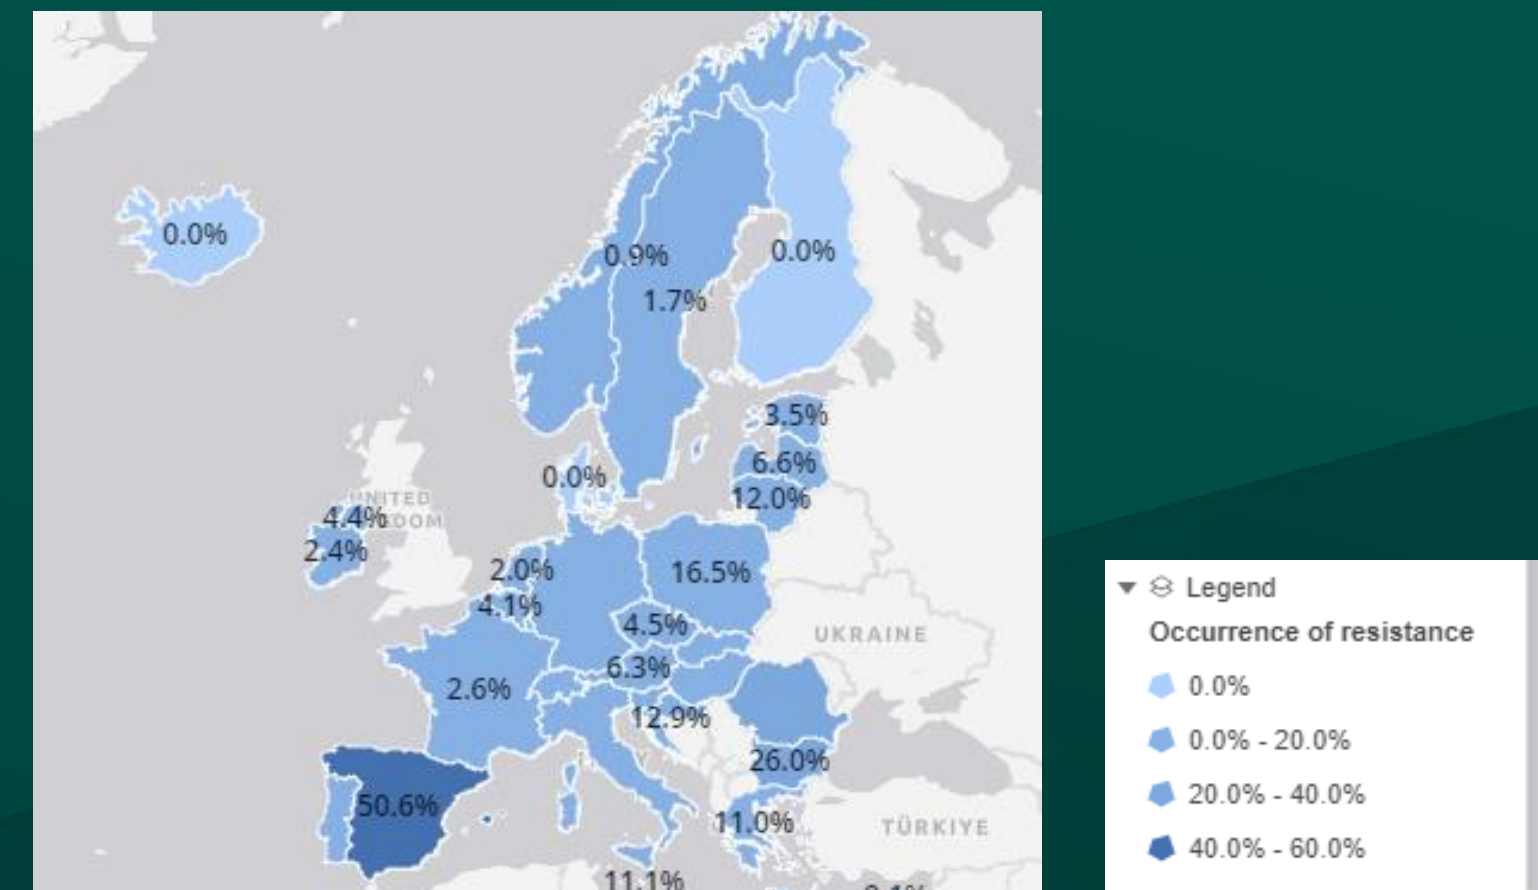 0.0%
0.9%
0.0%
1.7%
3.5%
6.6%
0.0%
12.0%
UNITED
4.4%
DOM
2.4%
2.0%
16.5%
4.1%
4.5%
UKRAINE
6.3%
2.6%
12.9%
26.0%
50.6%
11.0%
TÜRKIYE
11.1%
Legend
Occurrence of resistance
0.0%
0.0% - 20.0%
20.0% - 40.0%
40.0% - 60.0%